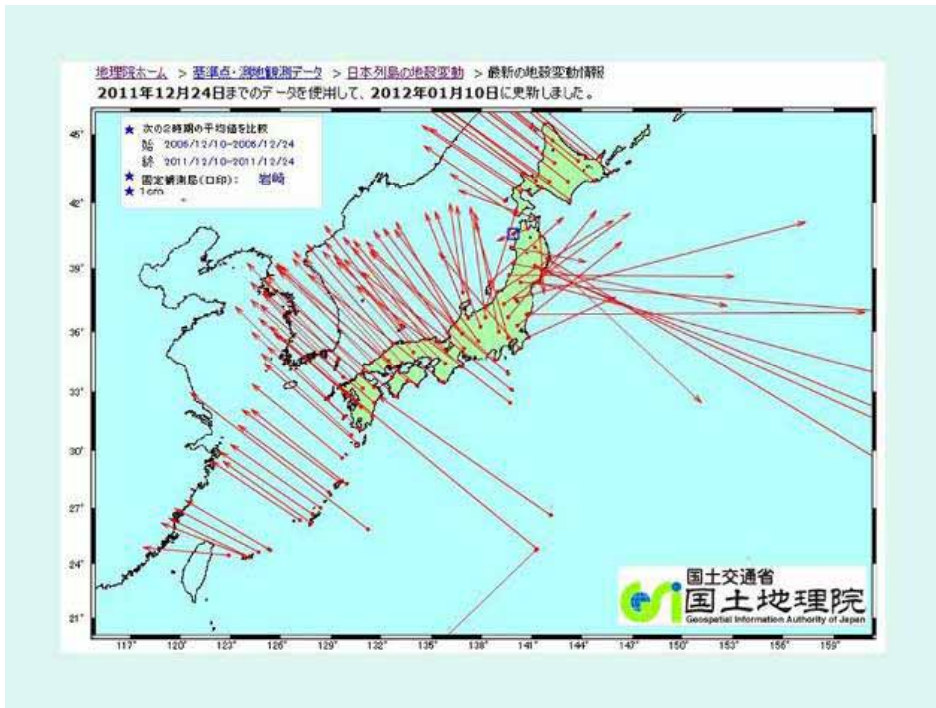 地理院ホーム > 基準点・測地観測データ > 日本列島の地殻変動 > 最新の地殻変動情報
2011年12月24日までのデータを使用して、2012年01月10日に更新しました。
★ 次の2時期の平均値を比較
始 2006/12/10-2006/12/24
終 2011/12/10-2011/12/24
★ 固定観測局(口印): 岩崎
★ 1cm
45°
42°
39°
36°
33°
30°
27°
24°
21°
国土交通省
国土地理院
Geospatial Information Authority of Japan
117° 120° 123° 126° 129° 132° 135° 138° 141° 144° 147° 150° 153° 156° 159°